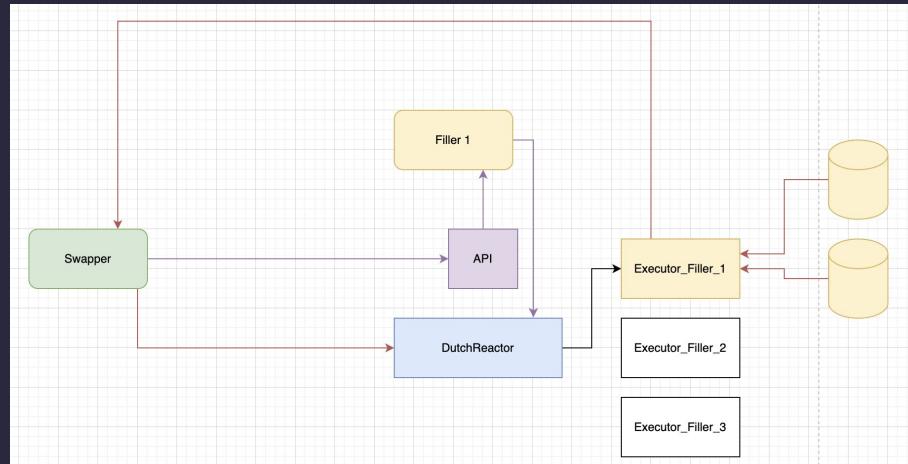 Filler 1
Swapper
API
Executor_Filler_1
DutchReactor
Executor_Filler_2
Executor_Filler_3